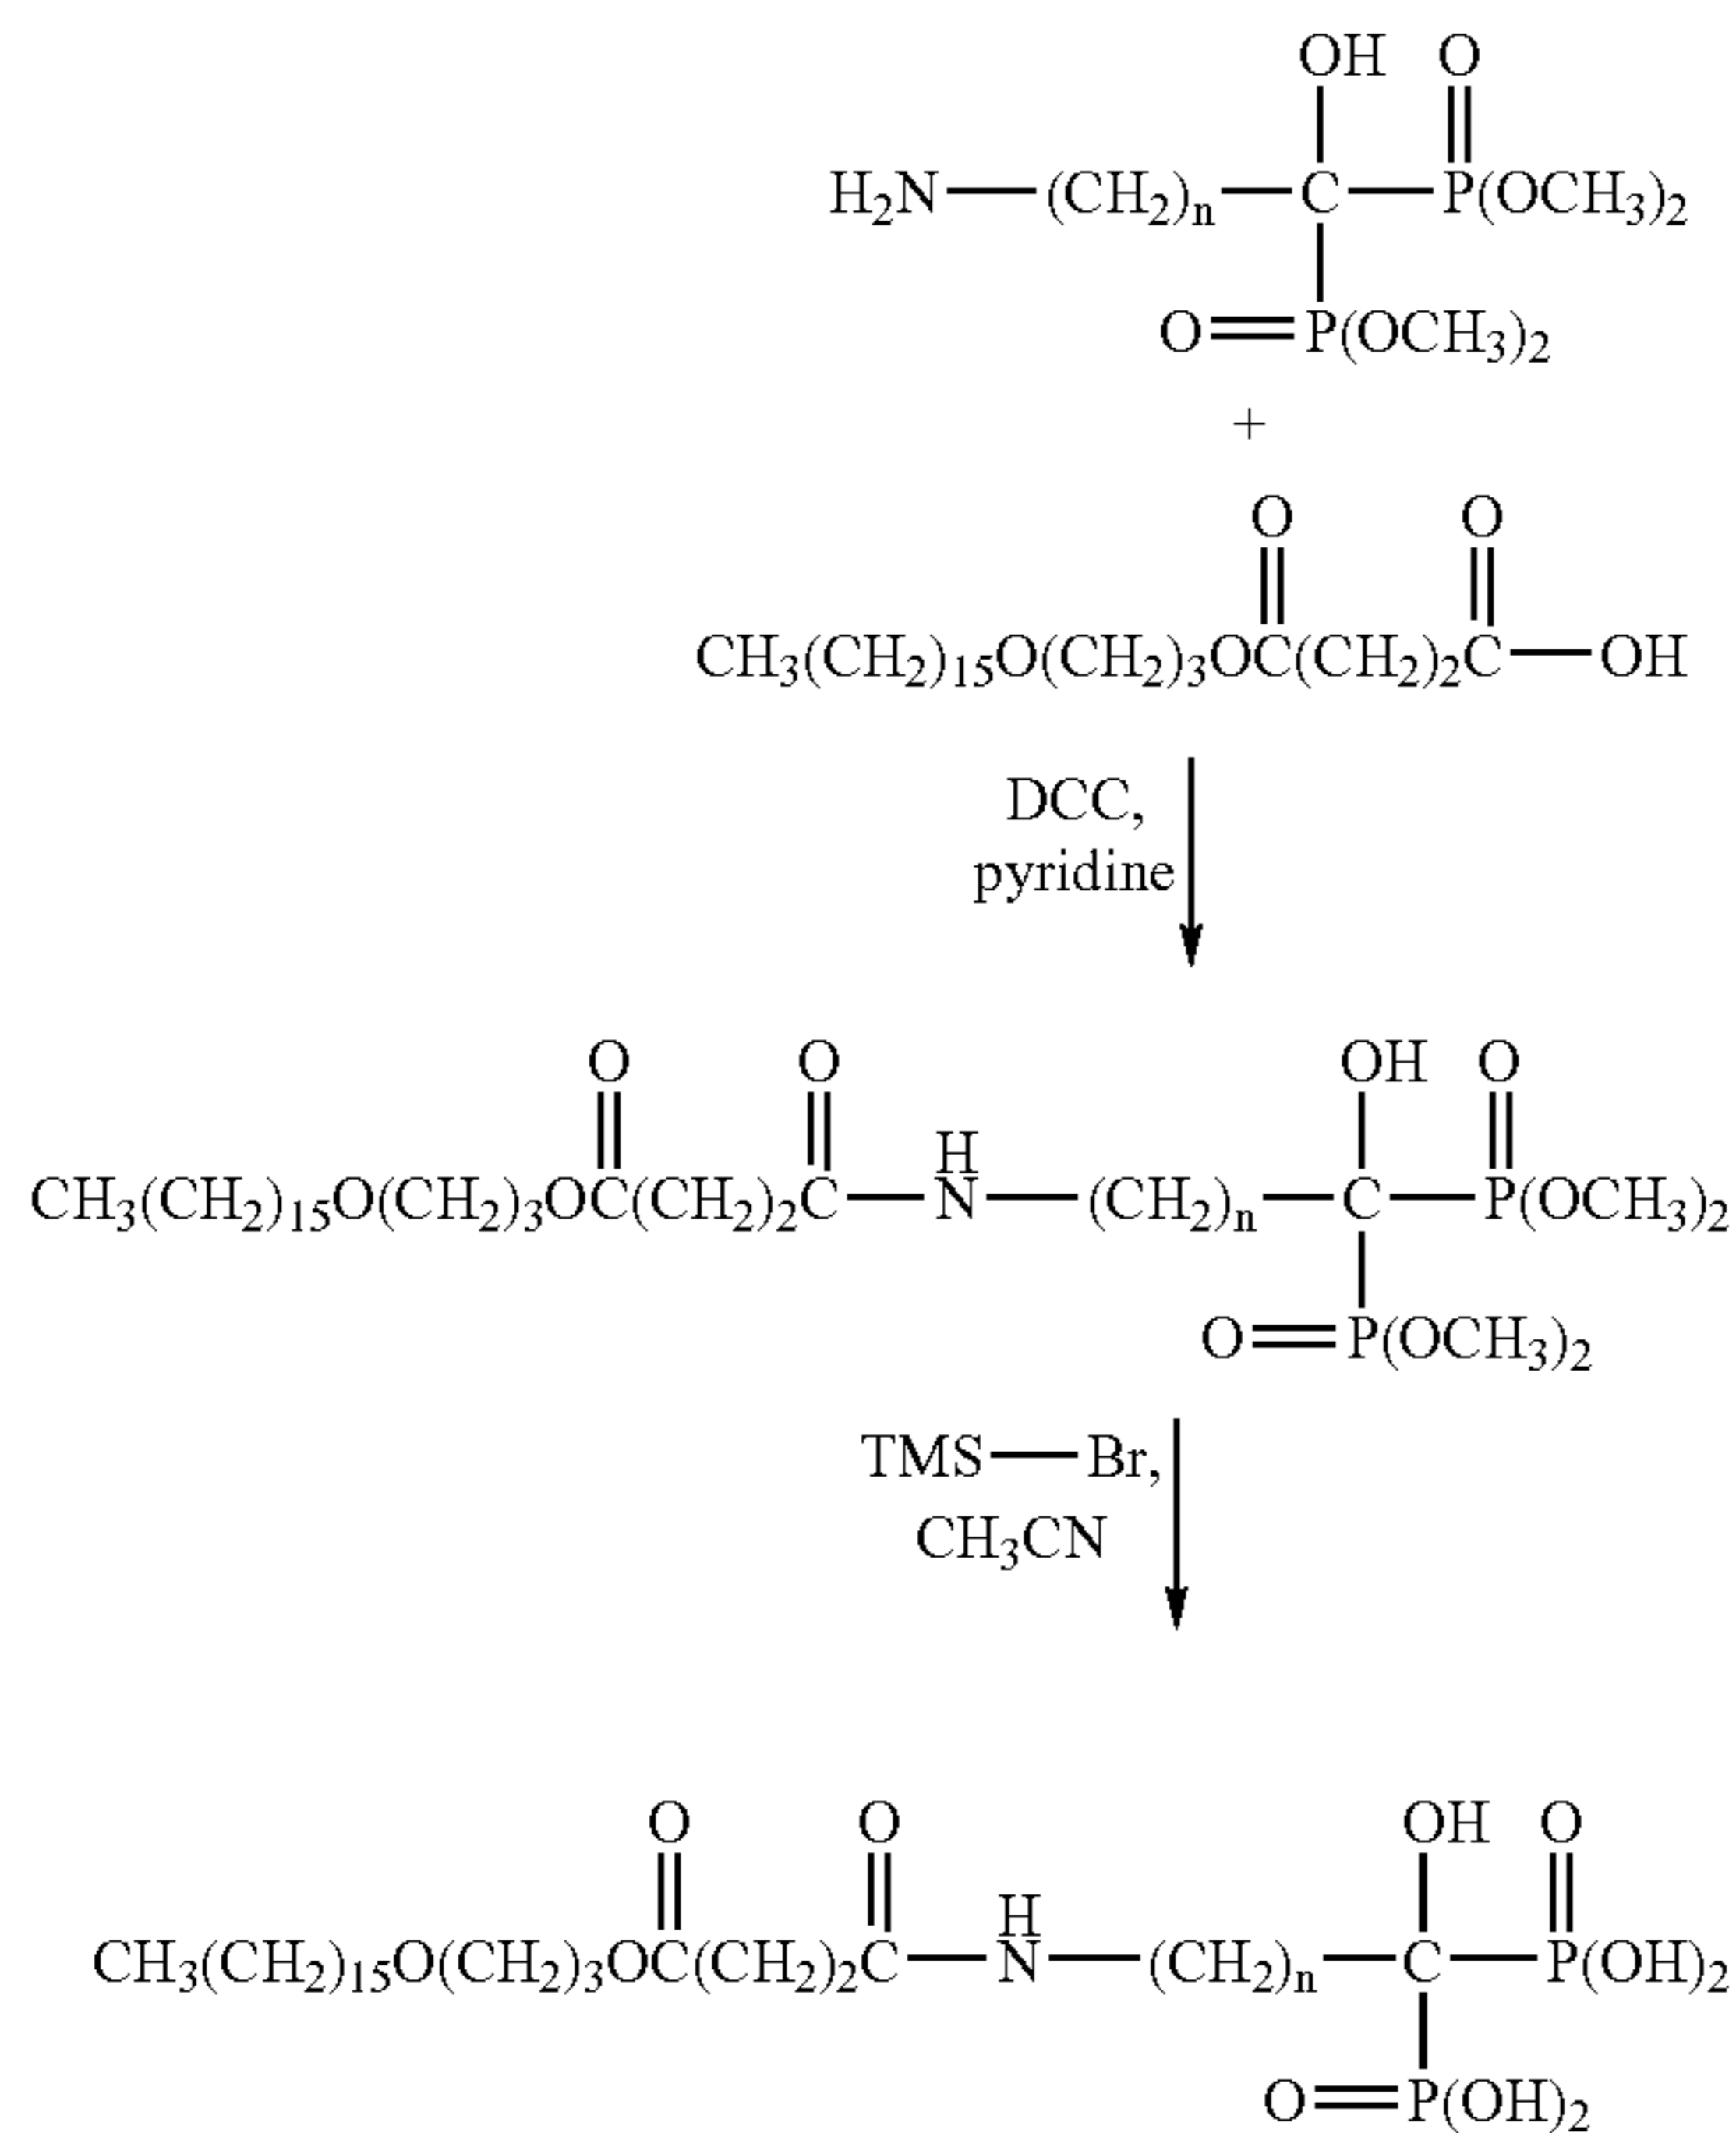 OH O
H₂N—(CH₂)ₙ—C—P(OCH₃)₂
O=P(OCH₃)₂
+
O O
CH₃(CH₂)₁₅O(CH₂)₃OC(CH₂)₂C—OH
DCC,
pyridine
O O OH O
H
CH₃(CH₂)₁₅O(CH₂)₃OC(CH₂)₂C—N—(CH₂)ₙ—C—P(OCH₃)₂
O=P(OCH₃)₂
TMS—Br,
CH₃CN
O O OH O
H
CH₃(CH₂)₁₅O(CH₂)₃OC(CH₂)₂C—N—(CH₂)ₙ—C—P(OH)₂
O=P(OH)₂